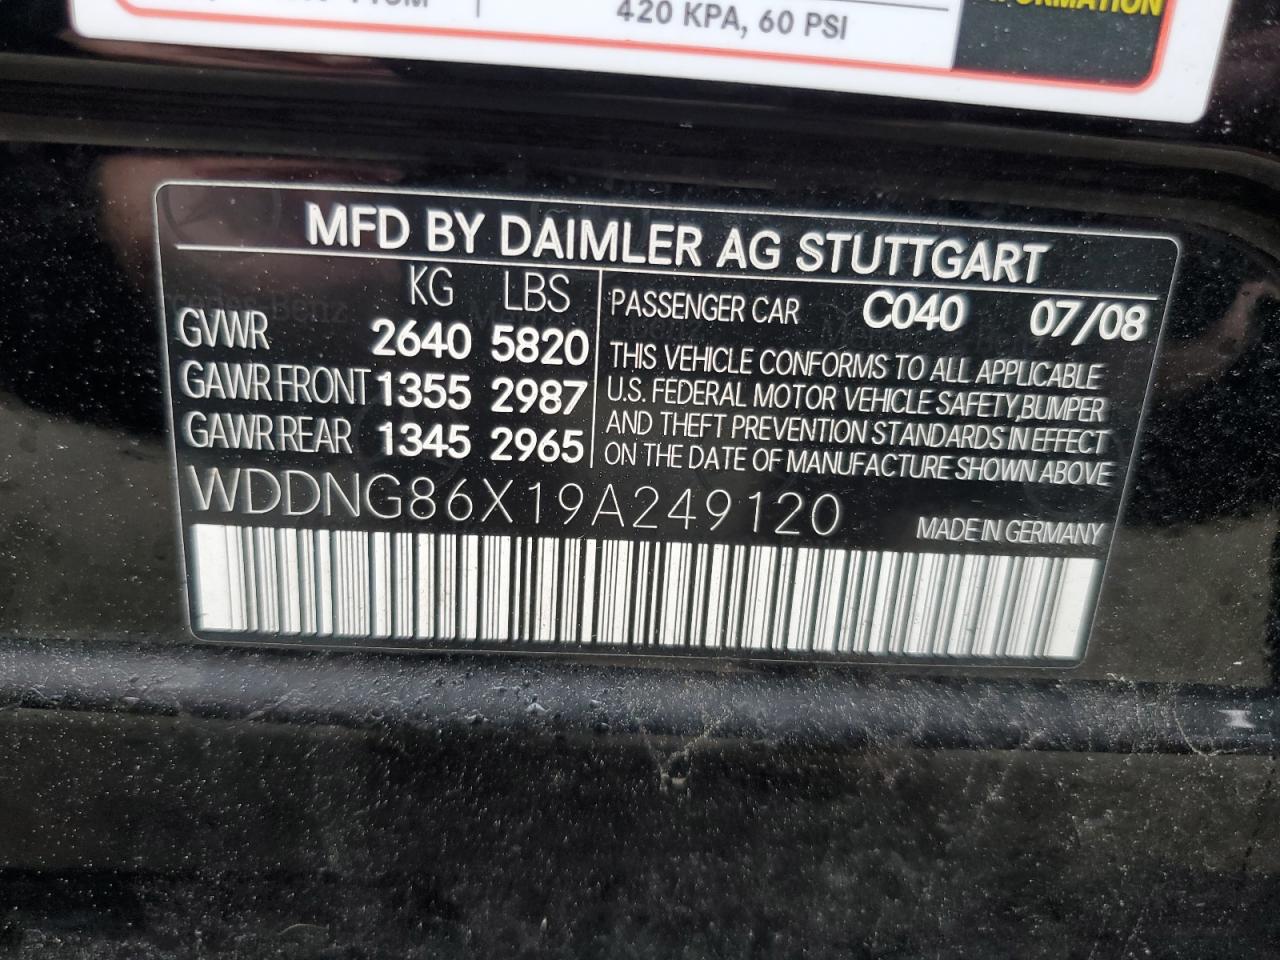 420 KPA, 60 PSI
MFD BY DAIMLER AG STUTTGART
KG LBS
GVWR 2640 5820
GAWR FRONT 1355 2987
GAWR REAR 1345 2965
PASSENGER CAR C040 07/08
THIS VEHICLE CONFORMS TO ALL APPLICABLE
U.S. FEDERAL MOTOR VEHICLE SAFETY,BUMPER
AND THEFT PREVENTION STANDARDS IN EFFECT
ON THE DATE OF MANUFACTURE SHOWN ABOVE
WDDNG86X19A249120
MADE IN GERMANY